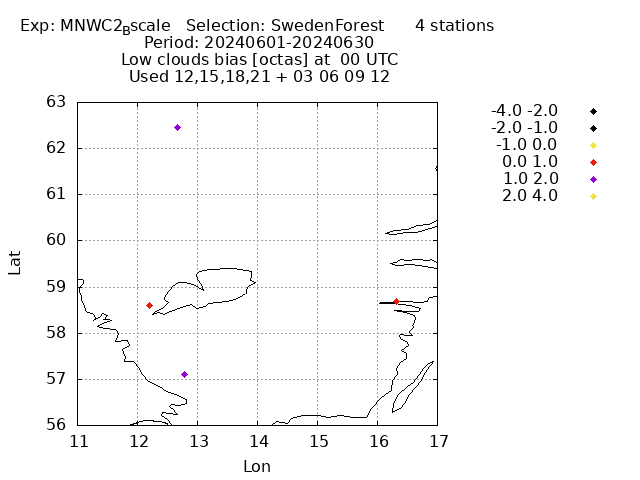 Exp: MNWC2Bscale Selection: SwedenForest 4 stations
Period: 20240601-20240630
Low clouds bias [octas] at 00 UTC
Used 12,15,18,21 + 03 06 09 12
-4.0 -2.0
-2.0 -1.0
-1.0 0.0
0.0 1.0
1.0 2.0
2.0 4.0
63
62
61
60
59
58
57
56
Lat
11 12 13 14 15 16 17
Lon